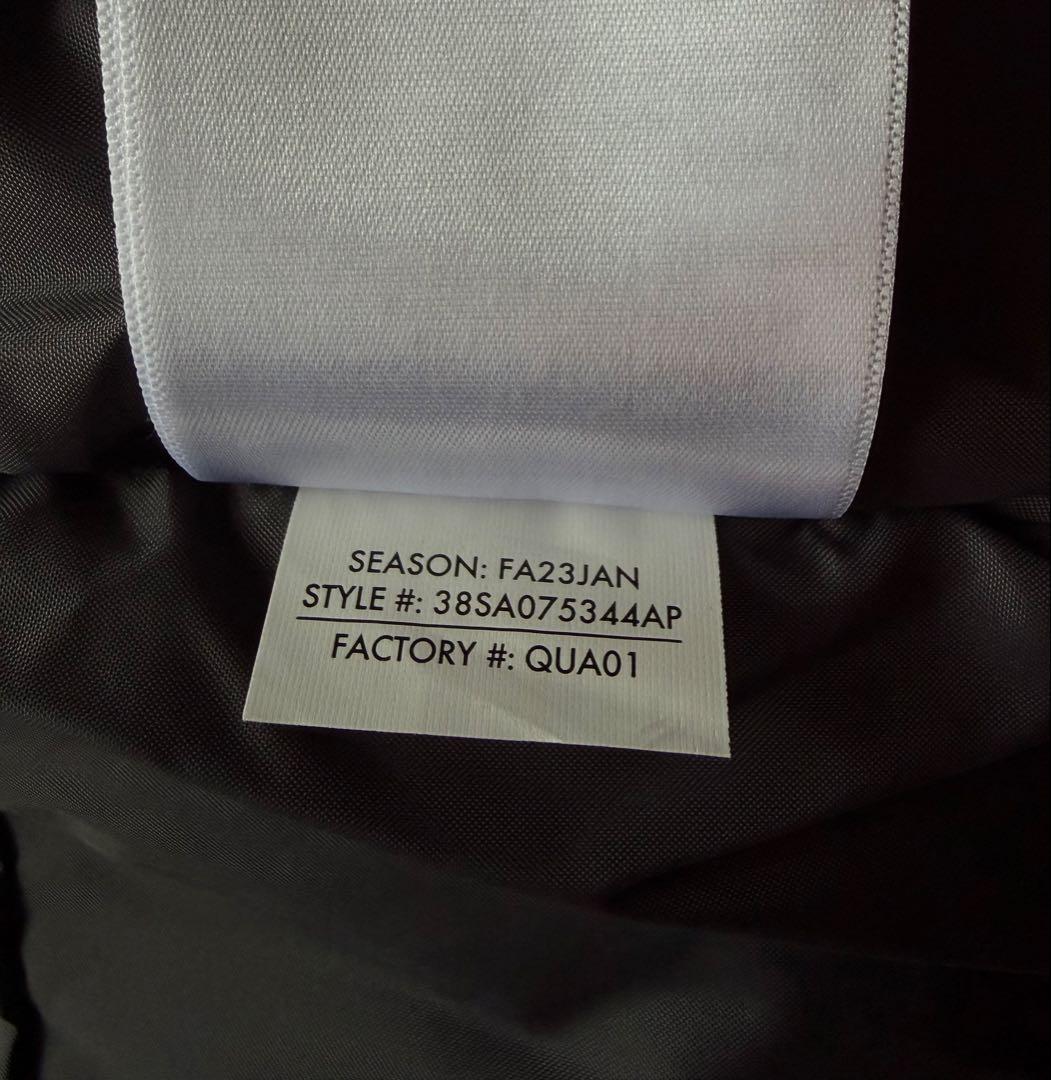 SEASON: FA23JAN
STYLE #: 38SA075344AP
FACTORY #: QUA01